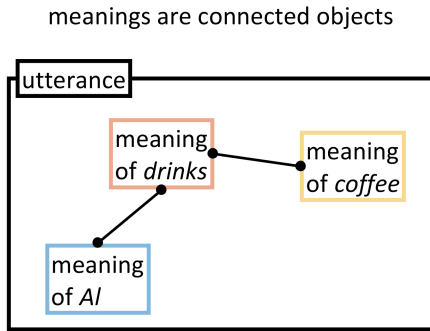 meanings are connected objects
utterance
meaning
of drinks
meaning
of coffee
meaning
of Al